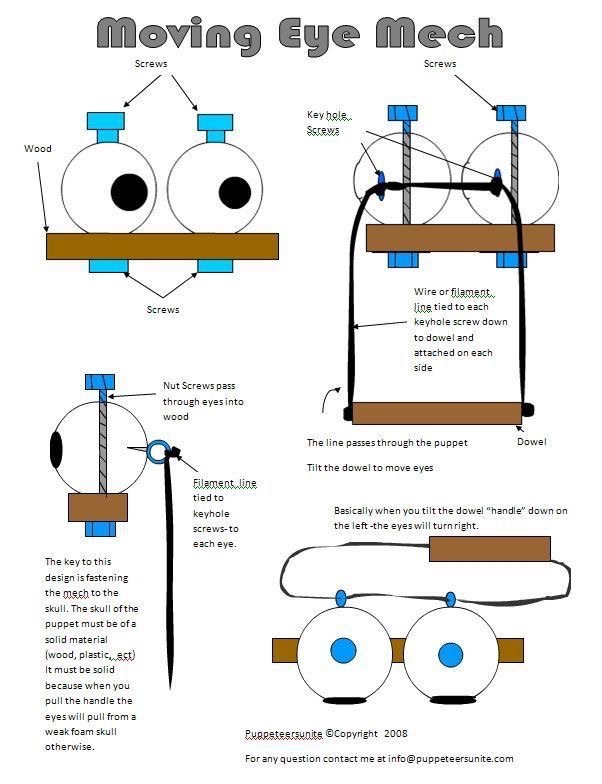 Moving Eye Mech
Screws
Screws
Key hole
Screws
Wood
Screws
Wire or filament
line tied to each
keyhole screw down
to dowel and
attached on each
side
Nut Screws pass
through eyes into
wood
The line passes through the puppet
Dowel
Tilt the dowel to move eyes
Filament line
tied to
keyhole
screws- to
each eye.
Basically when you tilt the dowel “handle” down on
the left -the eyes will turn right.
The key to this
design is fastening
the mech to the
skull. The skull of the
puppet must be of a
solid material
(wood, plastic, ect)
It must be solid
because when you
pull the handle the
eyes will pull from a
weak foam skull
otherwise.
Puppeteersunite ©Copyright 2008
For any question contact me at info@puppeteersunite.com